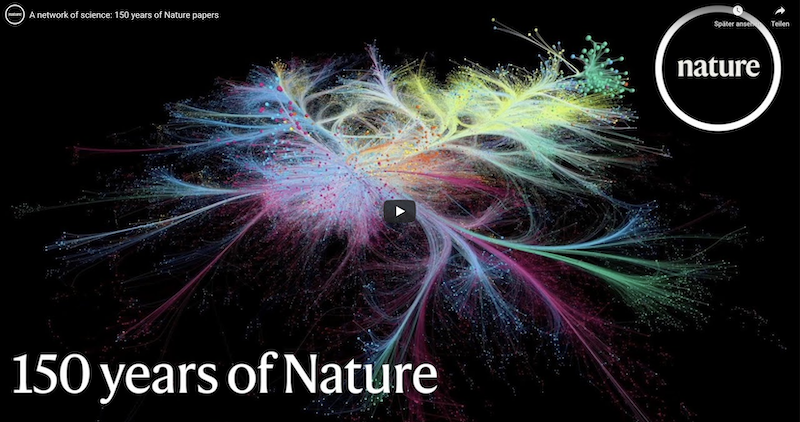 nature
A network of science: 150 years of Nature papers
Später ansehen
Teilen
nature
150 years of Nature